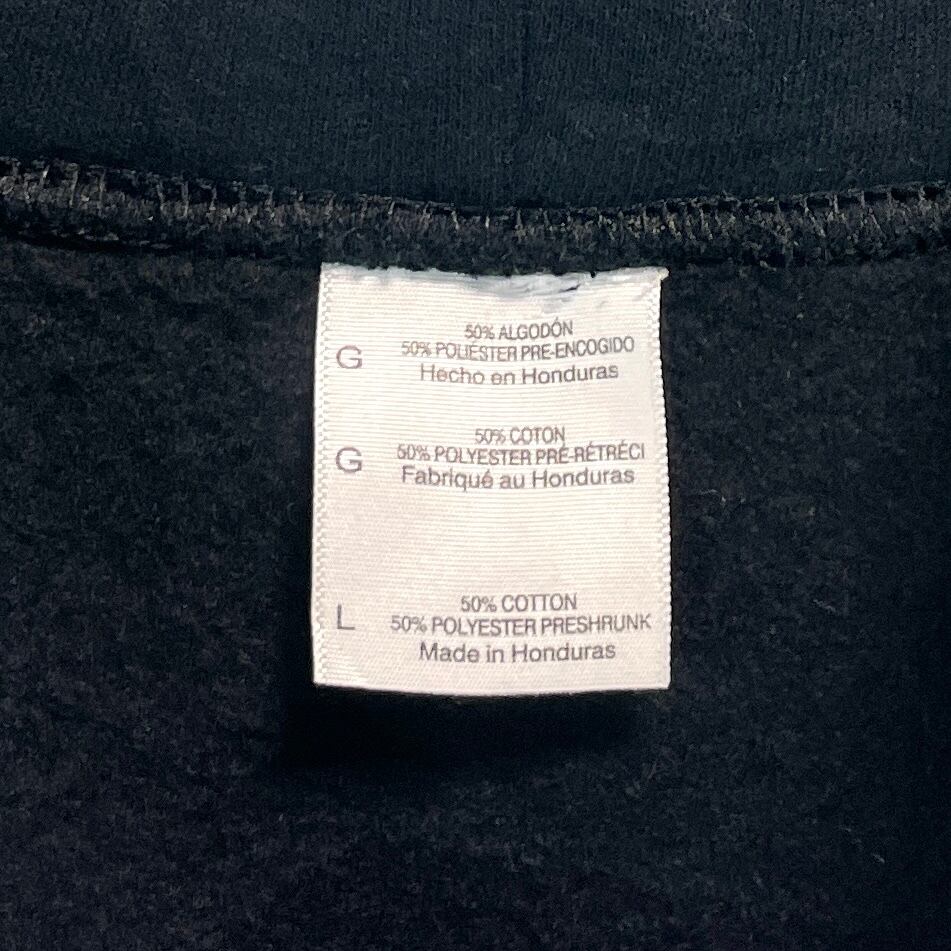 50% ALGODÓN
G 50% POLIÉSTER PRE-ENCOGIDO
Hecho en Honduras
50% COTON
G 50% POLYESTER PRÉ-RÉTRÉCI
Fabriqué au Honduras
50% COTTON
L 50% POLYESTER PRESHRUNK
Made in Honduras